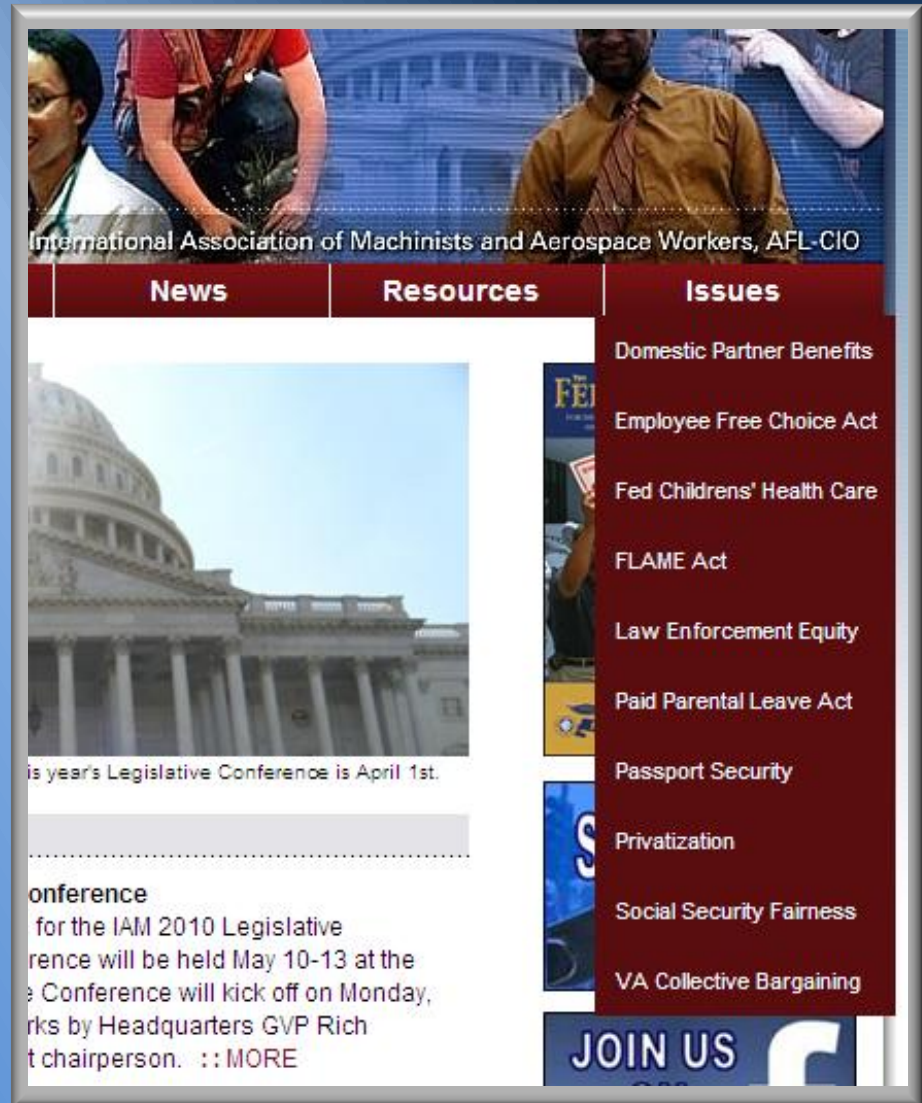 International Association of Machinists and Aerospace Workers, AFL-CIO
News Resources Issues
Domestic Partner Benefits
Employee Free Choice Act
Fed Childrens' Health Care
FLAME Act
Law Enforcement Equity
Paid Parental Leave Act
Passport Security
Privatization
Social Security Fairness
VA Collective Bargaining
is year's Legislative Conference is April 1st.
onference
for the IAM 2010 Legislative
rence will be held May 10-13 at the
e Conference will kick off on Monday,
rks by Headquarters GVP Rich
t chairperson. ::MORE
JOIN US
f